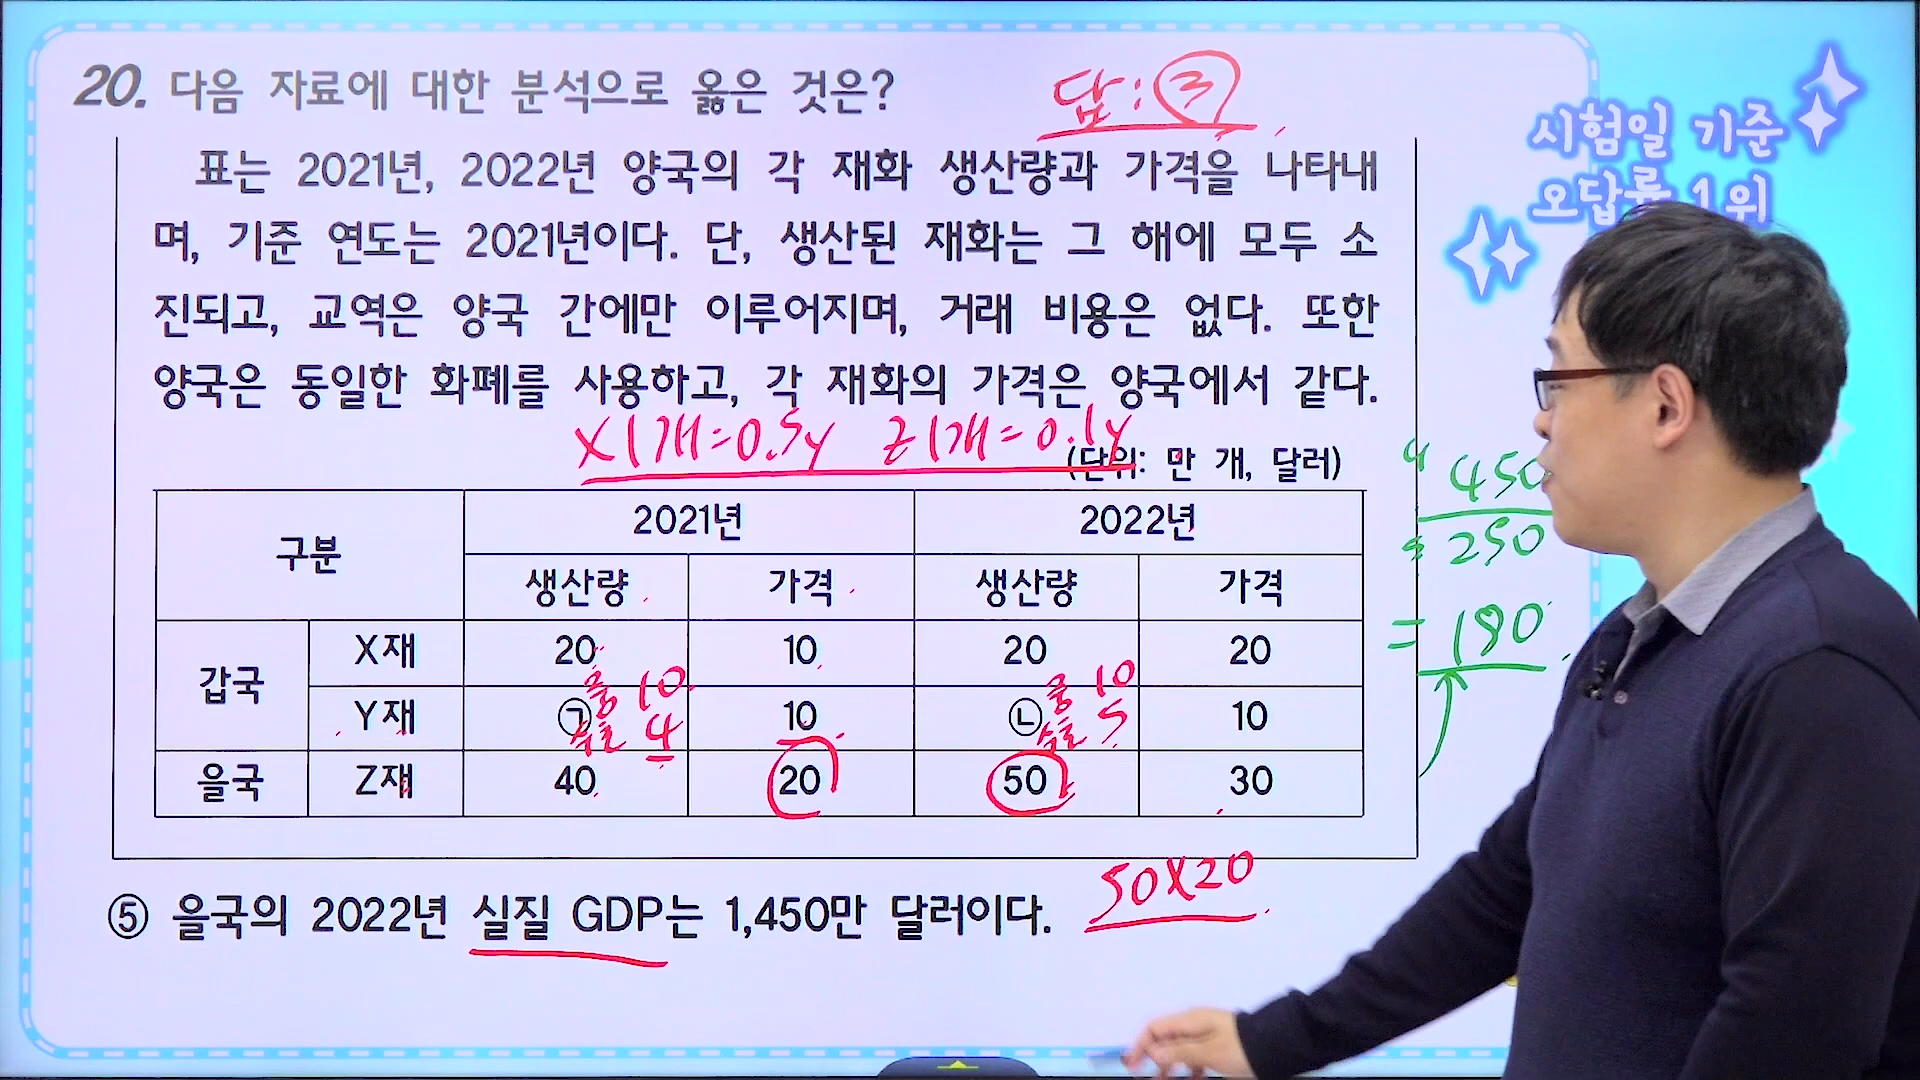 20. 다음 자료에 대한 분석으로 옳은 것은?
답: ③
시험일 기준
오답률 1위
표는 2021년, 2022년 양국의 각 재화 생산량과 가격을 나타내
며, 기준 연도는 2021년이다. 단, 생산된 재화는 그 해에 모두 소
진되고, 교역은 양국 간에만 이루어지며, 거래 비용은 없다. 또한
양국은 동일한 화폐를 사용하고, 각 재화의 가격은 양국에서 같다.
X1개=0.5y Z1개=0.1y
(단위: 만 개, 달러)
구분 2021년 2022년
생산량 가격 생산량 가격
갑국 X재 20 10 20 20
Y재 ㉠ 10 ㉡ 10
을국 Z재 40 20 50 30
10
4
10
5
450
250
= 180
⑤ 을국의 2022년 실질 GDP는 1,450만 달러이다.
50X20